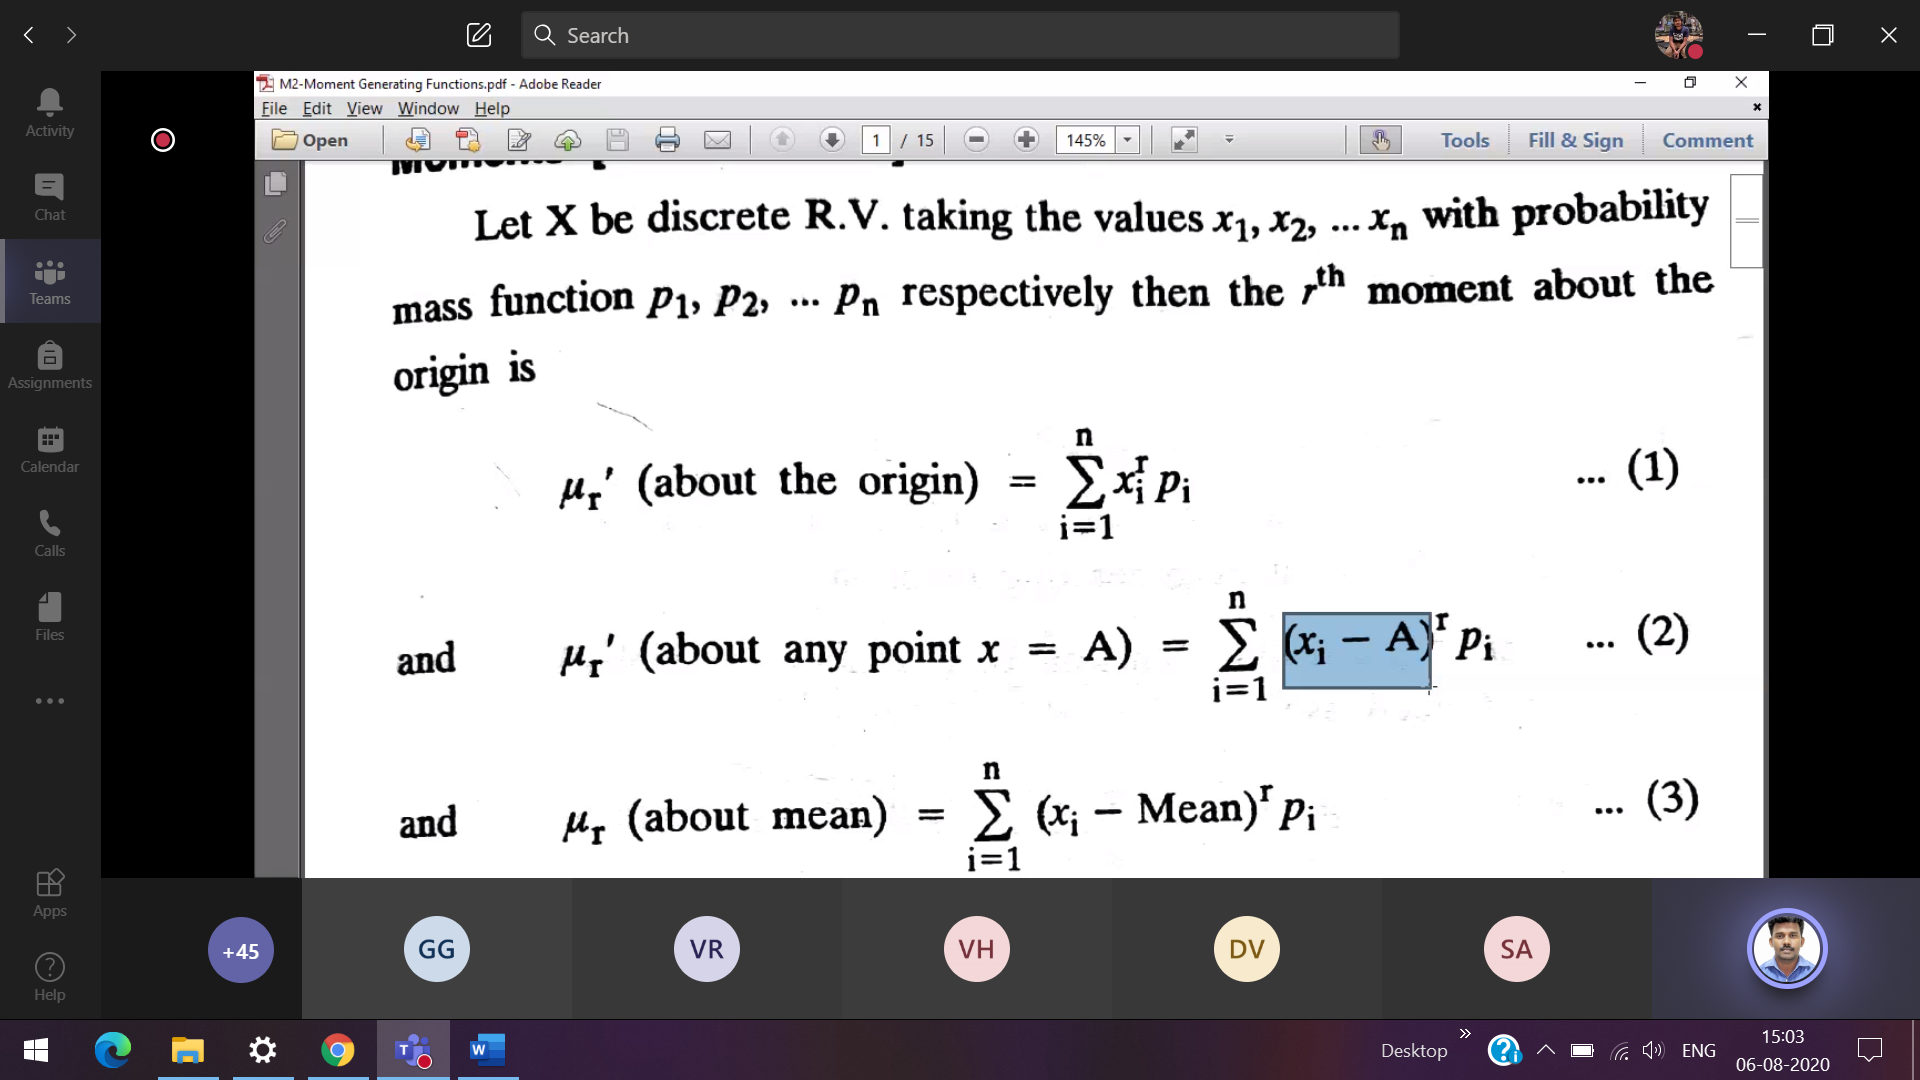 Search
M2-Moment Generating Functions.pdf - Adobe Reader
File Edit View Window Help
Open 1 / 15 145% Tools Fill & Sign Comment
Activity
Chat
Teams
Assignments
Calendar
Calls
Files
Apps
Help
Moments
Let X be discrete R.V. taking the values x₁, x₂, ... xₙ with probability
mass function p₁, p₂, ... pₙ respectively then the rᵗʰ moment about the
origin is
μᵣ′ (about the origin) = ∑ᵢ₌₁ⁿ xᵢʳ pᵢ ... (1)
and μᵣ′ (about any point x = A) = ∑ᵢ₌₁ⁿ (xᵢ − A)ʳ pᵢ ... (2)
and μᵣ (about mean) = ∑ᵢ₌₁ⁿ (xᵢ − Mean)ʳ pᵢ ... (3)
+45 GG VR VH DV SA
Desktop » ENG 15:03
06-08-2020